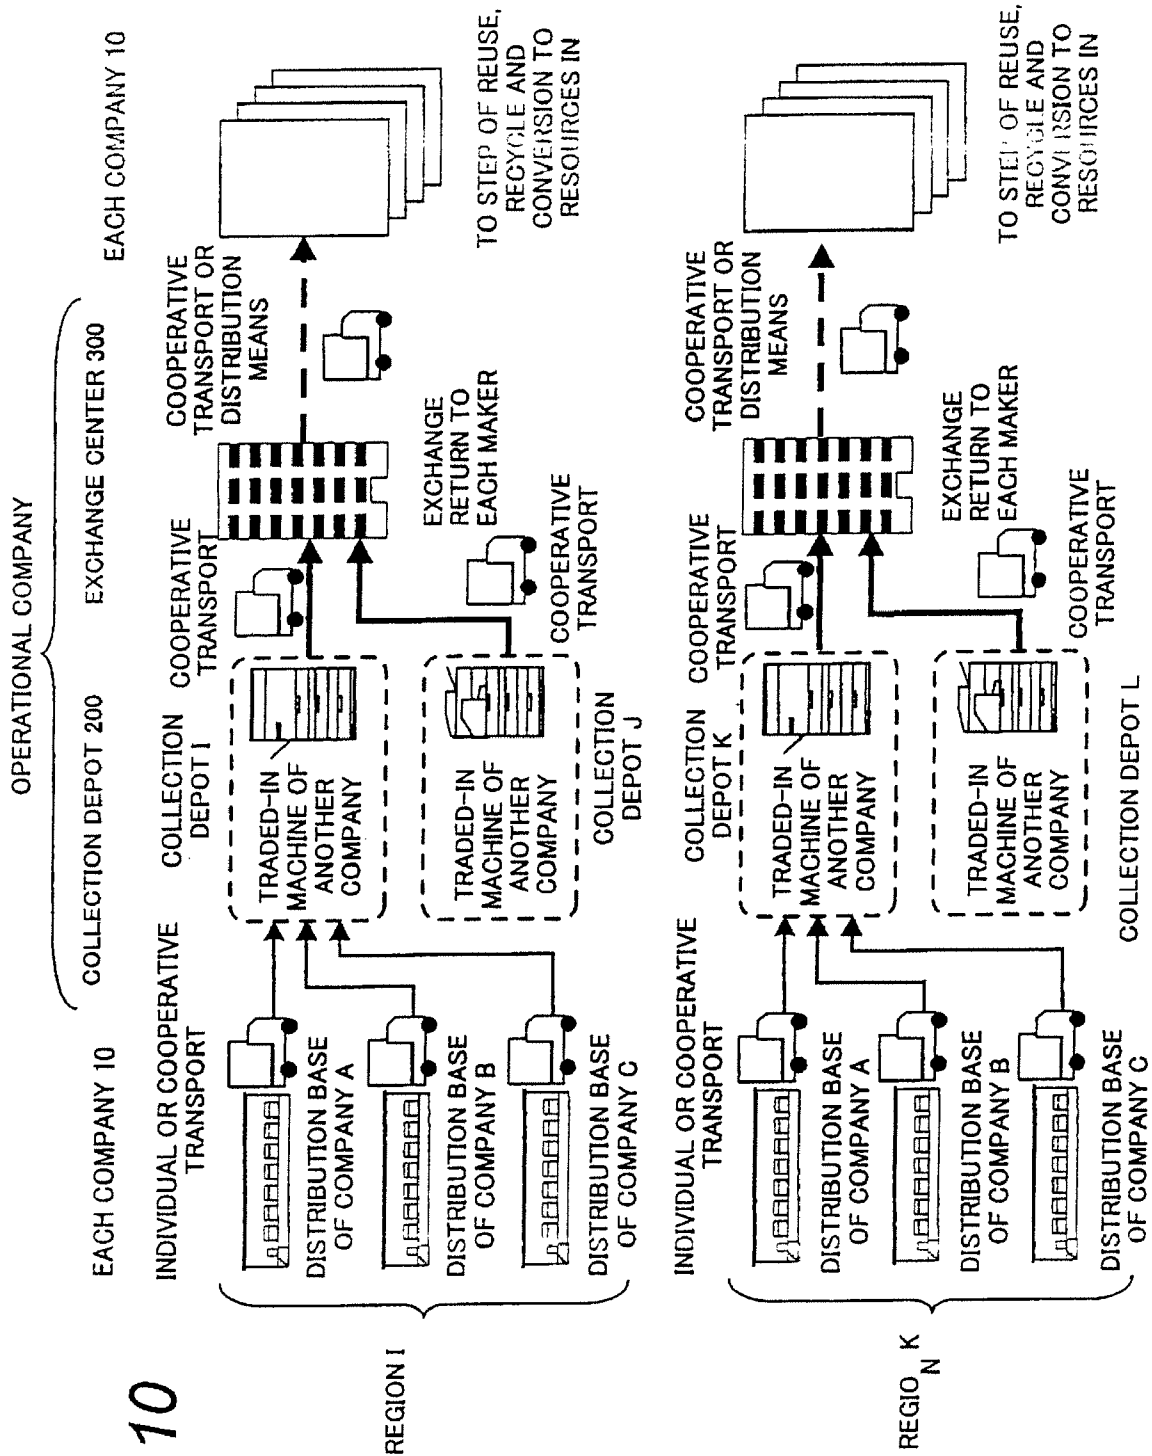 10
OPERATIONAL COMPANY
EACH COMPANY 10
COLLECTION DEPOT 200
EXCHANGE CENTER 300
EACH COMPANY 10
REGION I
INDIVIDUAL OR COOPERATIVE
TRANSPORT
DISTRIBUTION BASE
OF COMPANY A
DISTRIBUTION BASE
OF COMPANY B
DISTRIBUTION BASE
OF COMPANY C
COLLECTION
DEPOT I
TRADED-IN
MACHINE OF
ANOTHER
COMPANY
TRADED-IN
MACHINE OF
ANOTHER
COMPANY
COLLECTION
DEPOT J
COOPERATIVE
TRANSPORT
COOPERATIVE
TRANSPORT
EXCHANGE
RETURN TO
EACH MAKER
COOPERATIVE
TRANSPORT OR
DISTRIBUTION
MEANS
TO STEP OF REUSE,
RECYCLE AND
CONVERSION TO
RESOURCES IN
REGIO
N
K
INDIVIDUAL OR COOPERATIVE
TRANSPORT
DISTRIBUTION BASE
OF COMPANY A
DISTRIBUTION BASE
OF COMPANY B
DISTRIBUTION BASE
OF COMPANY C
COLLECTION
DEPOT K
TRADED-IN
MACHINE OF
ANOTHER
COMPANY
TRADED-IN
MACHINE OF
ANOTHER
COMPANY
COLLECTION DEPOT L
COOPERATIVE
TRANSPORT
COOPERATIVE
TRANSPORT
EXCHANGE
RETURN TO
EACH MAKER
COOPERATIVE
TRANSPORT OR
DISTRIBUTION
MEANS
TO STEP OF REUSE,
RECYCLE AND
CONVERSION TO
RESOURCES IN